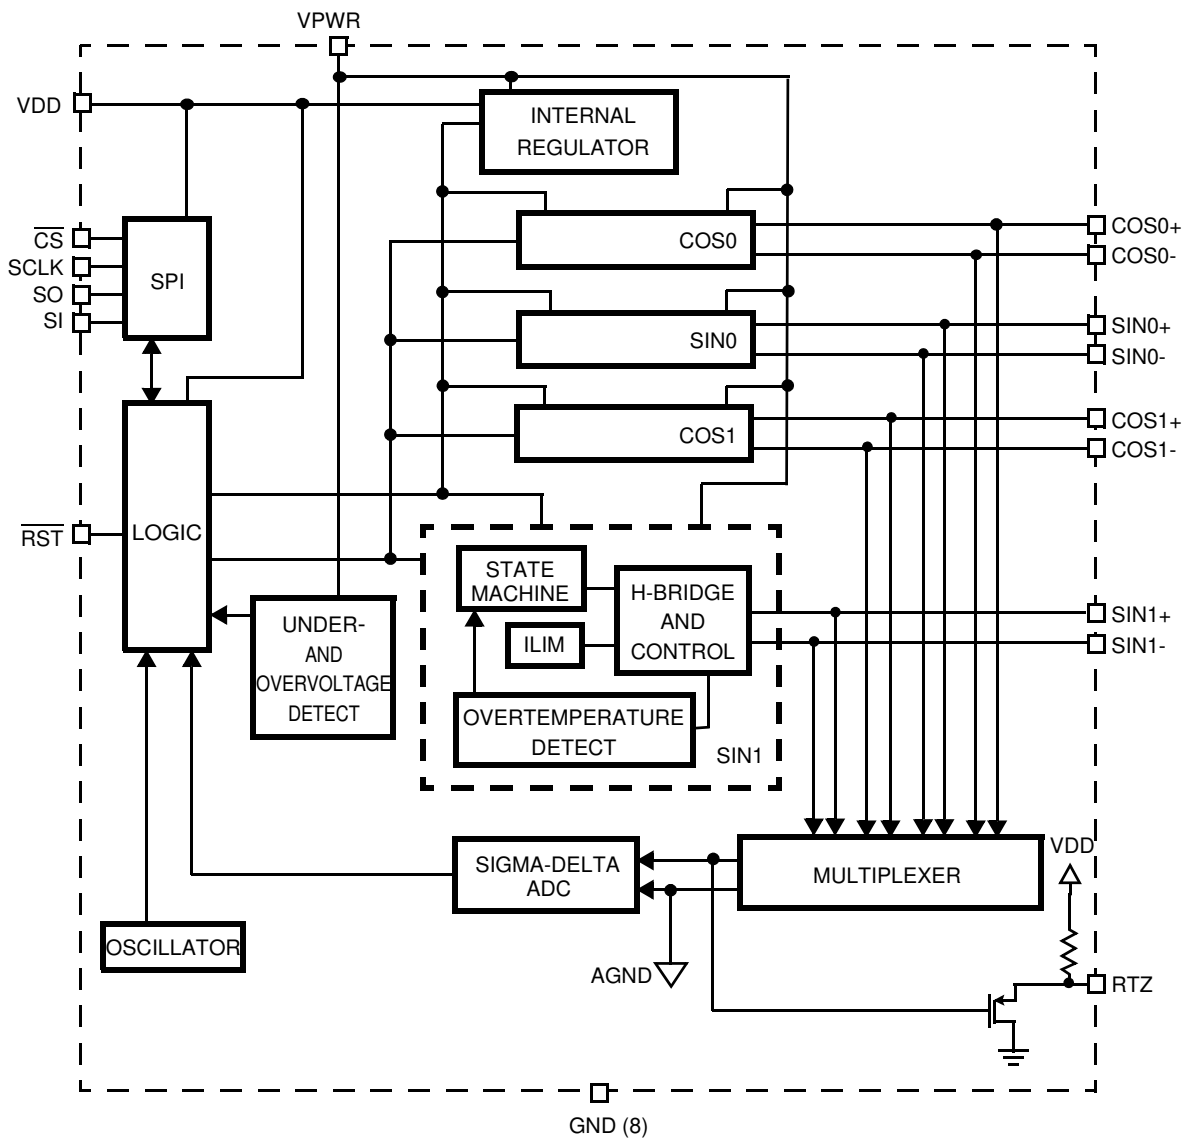 VPWR
VDD
INTERNAL
REGULATOR
CS
SCLK
SO
SI
SPI
COS0
COS0+
COS0-
SIN0
SIN0+
SIN0-
COS1
COS1+
COS1-
RST
LOGIC
STATE
MACHINE
H-BRIDGE
AND
CONTROL
ILIM
OVERTEMPERATURE
DETECT
SIN1
SIN1+
SIN1-
UNDER-
AND
OVERVOLTAGE
DETECT
SIGMA-DELTA
ADC
MULTIPLEXER
VDD
OSCILLATOR
AGND
RTZ
GND (8)